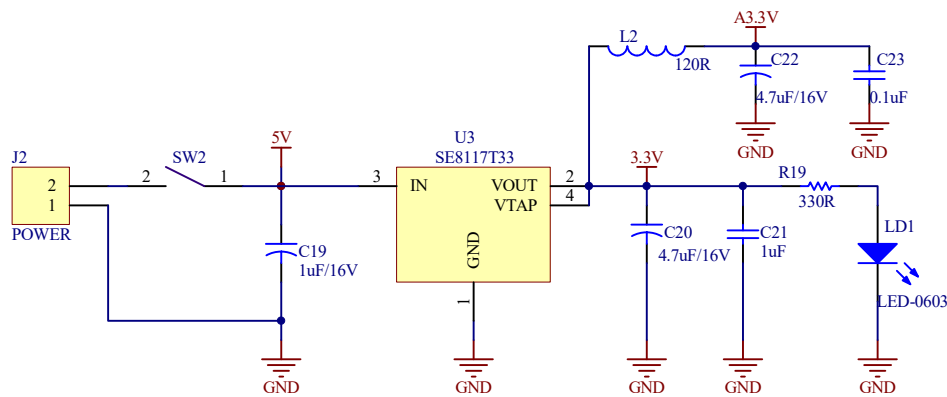 A3.3V
L2
120R
C22
4.7uF/16V
C23
0.1uF
GND
GND
J2
2
1
POWER
SW2
2
1
5V
C19
1uF/16V
GND
U3
SE8117T33
3
IN
VOUT
2
VTAP
4
GND
1
GND
3.3V
C20
4.7uF/16V
GND
C21
1uF
GND
R19
330R
LD1
LED-0603
GND